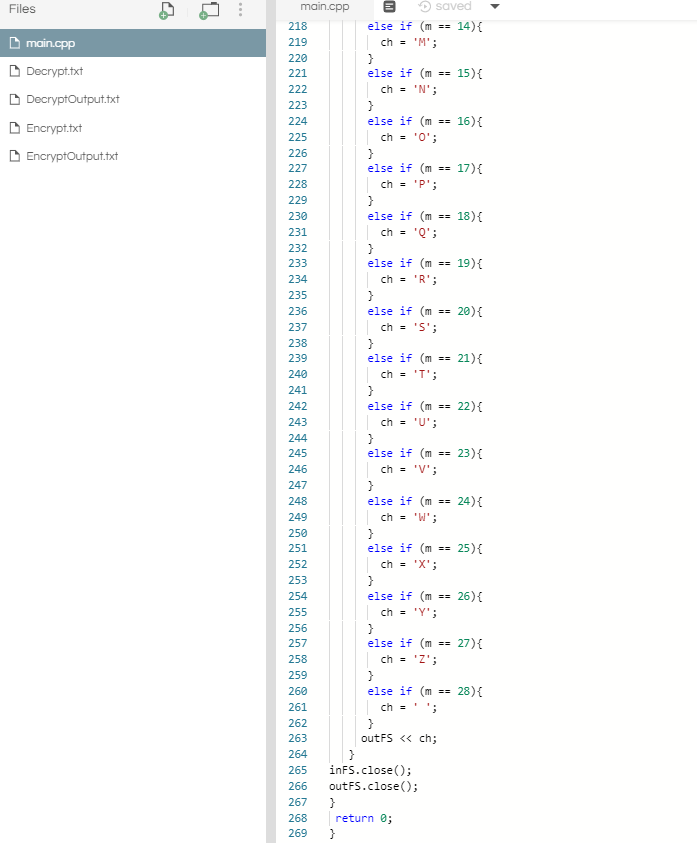 Files
main.cpp
Decrypt.txt
DecryptOutput.txt
Encrypt.txt
EncryptOutput.txt
main.cpp saved
218 else if (m == 14){
219 ch = 'M';
220 }
221 else if (m == 15){
222 ch = 'N';
223 }
224 else if (m == 16){
225 ch = 'O';
226 }
227 else if (m == 17){
228 ch = 'P';
229 }
230 else if (m == 18){
231 ch = 'Q';
232 }
233 else if (m == 19){
234 ch = 'R';
235 }
236 else if (m == 20){
237 ch = 'S';
238 }
239 else if (m == 21){
240 ch = 'T';
241 }
242 else if (m == 22){
243 ch = 'U';
244 }
245 else if (m == 23){
246 ch = 'V';
247 }
248 else if (m == 24){
249 ch = 'W';
250 }
251 else if (m == 25){
252 ch = 'X';
253 }
254 else if (m == 26){
255 ch = 'Y';
256 }
257 else if (m == 27){
258 ch = 'Z';
259 }
260 else if (m == 28){
261 ch = ' ';
262 }
263 outFS << ch;
264 }
265 inFS.close();
266 outFS.close();
267 }
268 return 0;
269 }